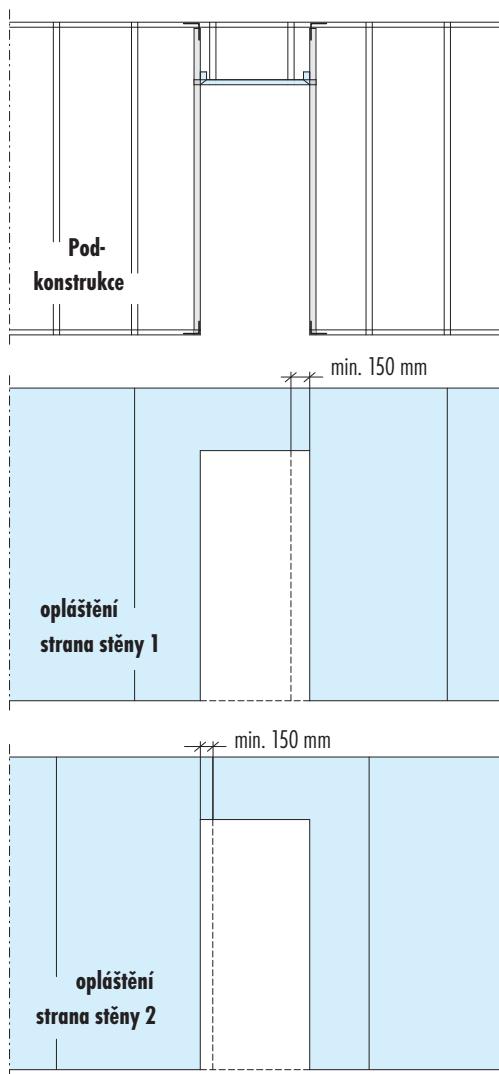 Pod-
konstrukce
min. 150 mm
opláštění
strana stěny 1
min. 150 mm
opláštění
strana stěny 2